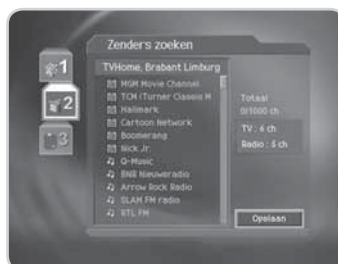 Zenders zoeken
1
2
3
TVHome, Brabant Limburg
MGM Movie Channel
TCM (Turner Classic M
Hallmark
Cartoon Network
Boomerang
Nick Jr.
Q-Music
BNR Nieuwsradio
Arrow Rock Radio
SLAM FM radio
RTL FM
Totaal
0/1000 ch
TV : 6 ch
Radio : 5 ch
Opslaan